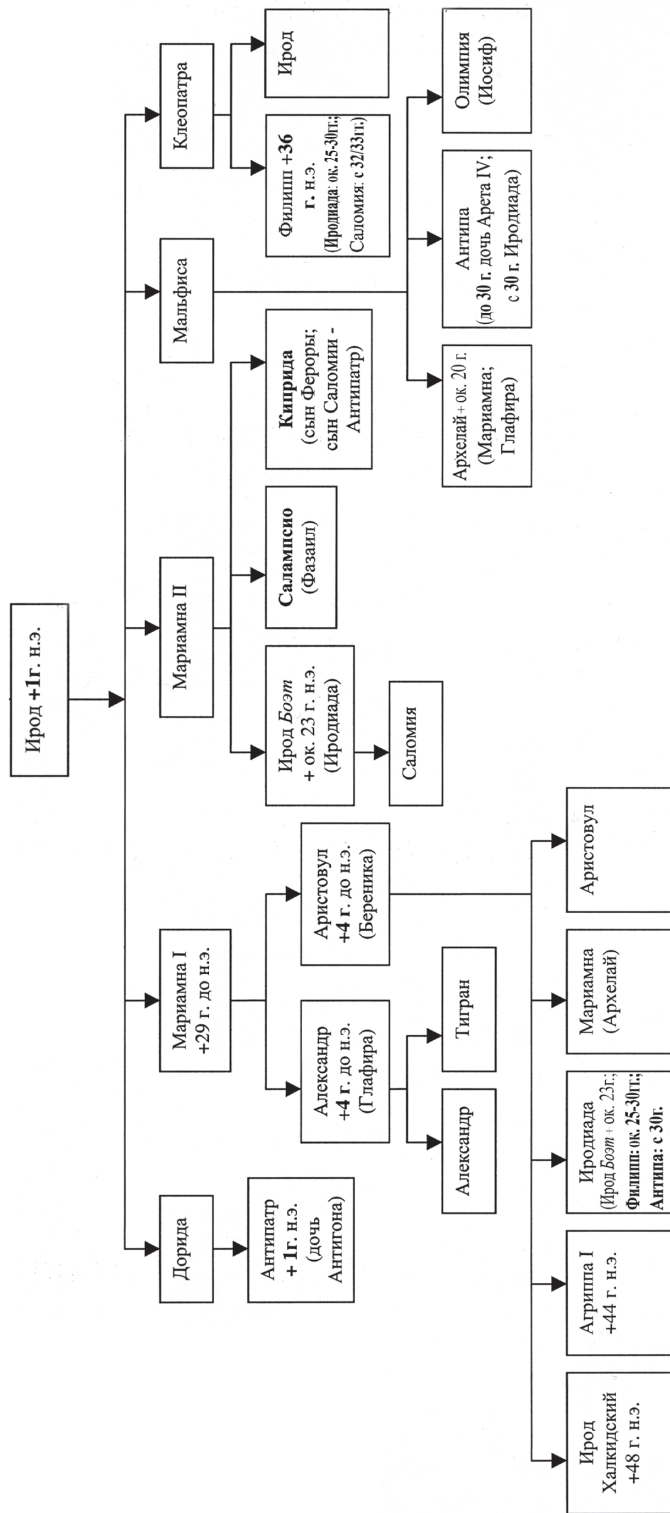 Ирод +1г. н.э.
Дорида
Мариамна I
+29 г. до н.э.
Мариамна II
Мальфиса
Клеопатра
Антипатр
+ 1г. н.э.
(дочь
Антигона)
Александр
+4 г. до н.э.
(Глафира)
Аристовул
+4 г. до н.э.
(Береника)
Ирод Боэт
+ ок. 23 г. н.э.
(Иродиада)
Салампсио
(Фазаил)
Киприда
(сын Фероры;
сын Саломии -
Антипатр)
Филипп +36
г. н.э.
(Иродиада: ок. 25-30гг.;
Саломия: с 32/33гг.)
Ирод
Александр
Тигран
Саломия
Архелай+ ок. 20 г.
(Мариамна;
Глафира)
Антипа
(до 30 г. дочь Арета IV;
с 30 г. Иродиада)
Олимпия
(Иосиф)
Ирод
Халкидский
+48 г. н.э.
Агриппа I
+44 г. н.э.
Иродиада
(Ирод Боэт + ок. 23г.;
Филипп: ок. 25-30гг.;
Антипа: с 30г.
Мариамна
(Архелай)
Аристовул